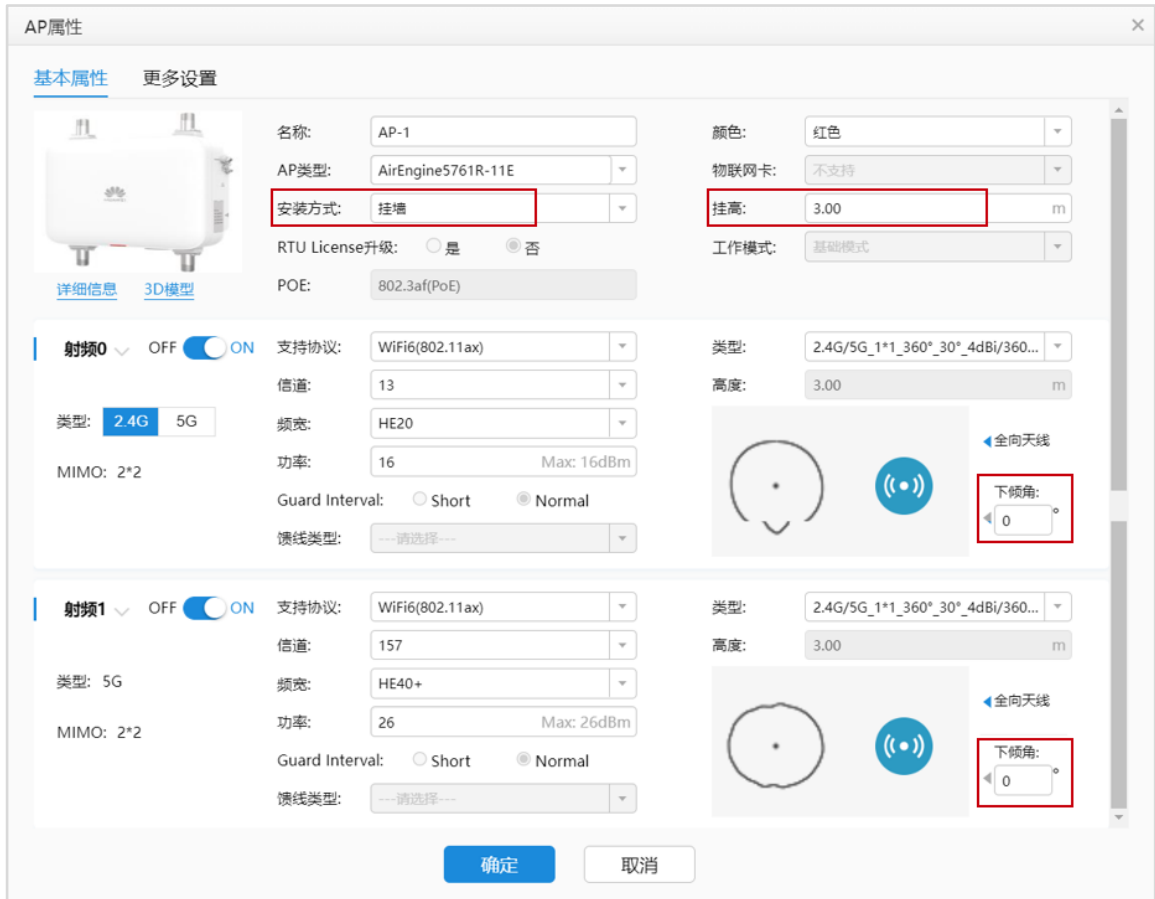 AP属性
基本属性 更多设置
名称: AP-1 颜色: 红色
AP类型: AirEngine5761R-11E 物联网卡: 不支持
安装方式: 挂墙 挂高: 3.00 m
RTU License升级: 是 否 工作模式: 基础模式
详细信息 3D模型 POE: 802.3af(PoE)
射频0 OFF ON 支持协议: WiFi6(802.11ax) 类型: 2.4G/5G_1*1_360°_30°_4dBi/360...
信道: 13 高度: 3.00 m
类型: 2.4G 5G 频宽: HE20 全向天线
MIMO: 2*2 功率: 16 Max: 16dBm 下倾角:
Guard Interval: Short Normal 0 °
馈线类型: ---请选择---
射频1 OFF ON 支持协议: WiFi6(802.11ax) 类型: 2.4G/5G_1*1_360°_30°_4dBi/360...
信道: 157 高度: 3.00 m
类型: 5G 频宽: HE40+ 全向天线
MIMO: 2*2 功率: 26 Max: 26dBm 下倾角:
Guard Interval: Short Normal 0 °
馈线类型: ---请选择---
确定 取消